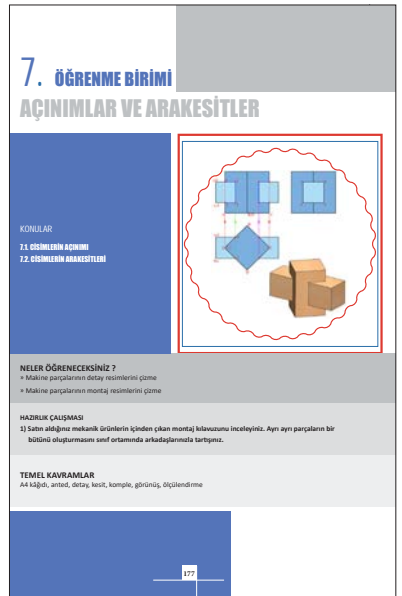 7. ÖĞRENME BİRİMİ
AÇINIMLAR VE ARAKESİTLER
KONULAR
7.1. CİSİMLERİN AÇINIMI
7.2. CİSİMLERİN ARAKESİTLERİ
NELER ÖĞRENECEKSİNİZ ?
• Makine parçalarının detay resimlerini çizme
• Makine parçalarının montaj resimlerini çizme
HAZIRLIK ÇALIŞMASI
1) Satın aldığınız mekanik ürünlerin içinden çıkan montaj kılavuzunu inceleyiniz. Ayrı ayrı parçaların bir
bütünü oluşturmasını sınıf ortamında arkadaşlarınızla tartışınız.
TEMEL KAVRAMLAR
A4 kâğıdı, anted, detay, kesit, komple, görünüş, ölçülendirme
177